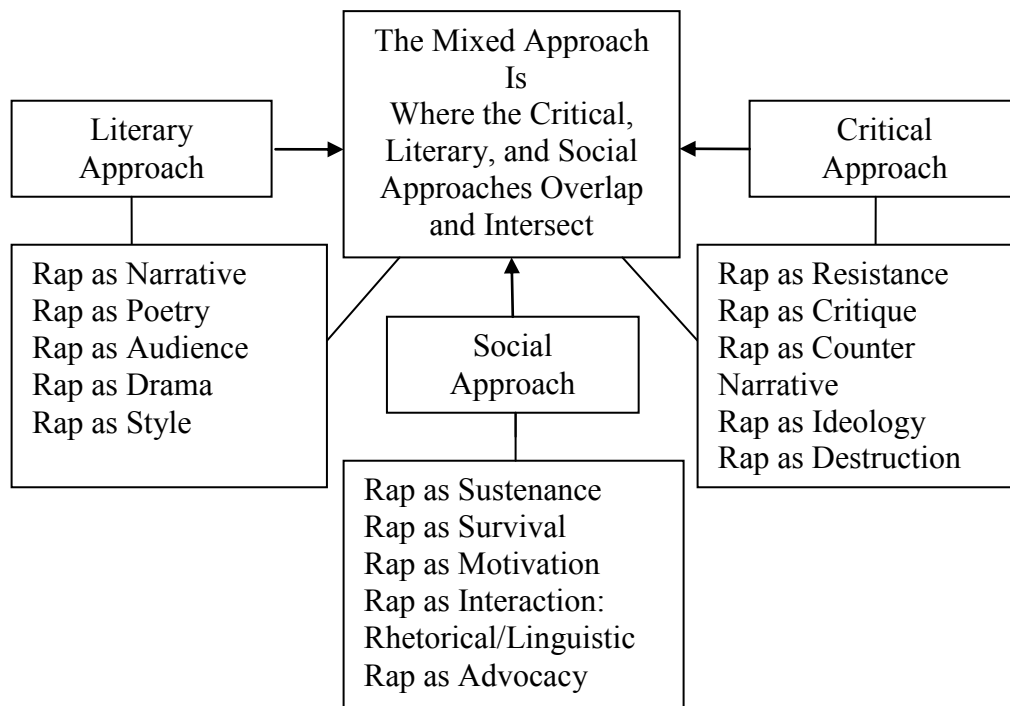 The Mixed Approach
Is
Where the Critical,
Literary, and Social
Approaches Overlap
and Intersect
Literary
Approach
Critical
Approach
Rap as Narrative
Rap as Poetry
Rap as Audience
Rap as Drama
Rap as Style
Social
Approach
Rap as Resistance
Rap as Critique
Rap as Counter
Narrative
Rap as Ideology
Rap as Destruction
Rap as Sustenance
Rap as Survival
Rap as Motivation
Rap as Interaction:
Rhetorical/Linguistic
Rap as Advocacy